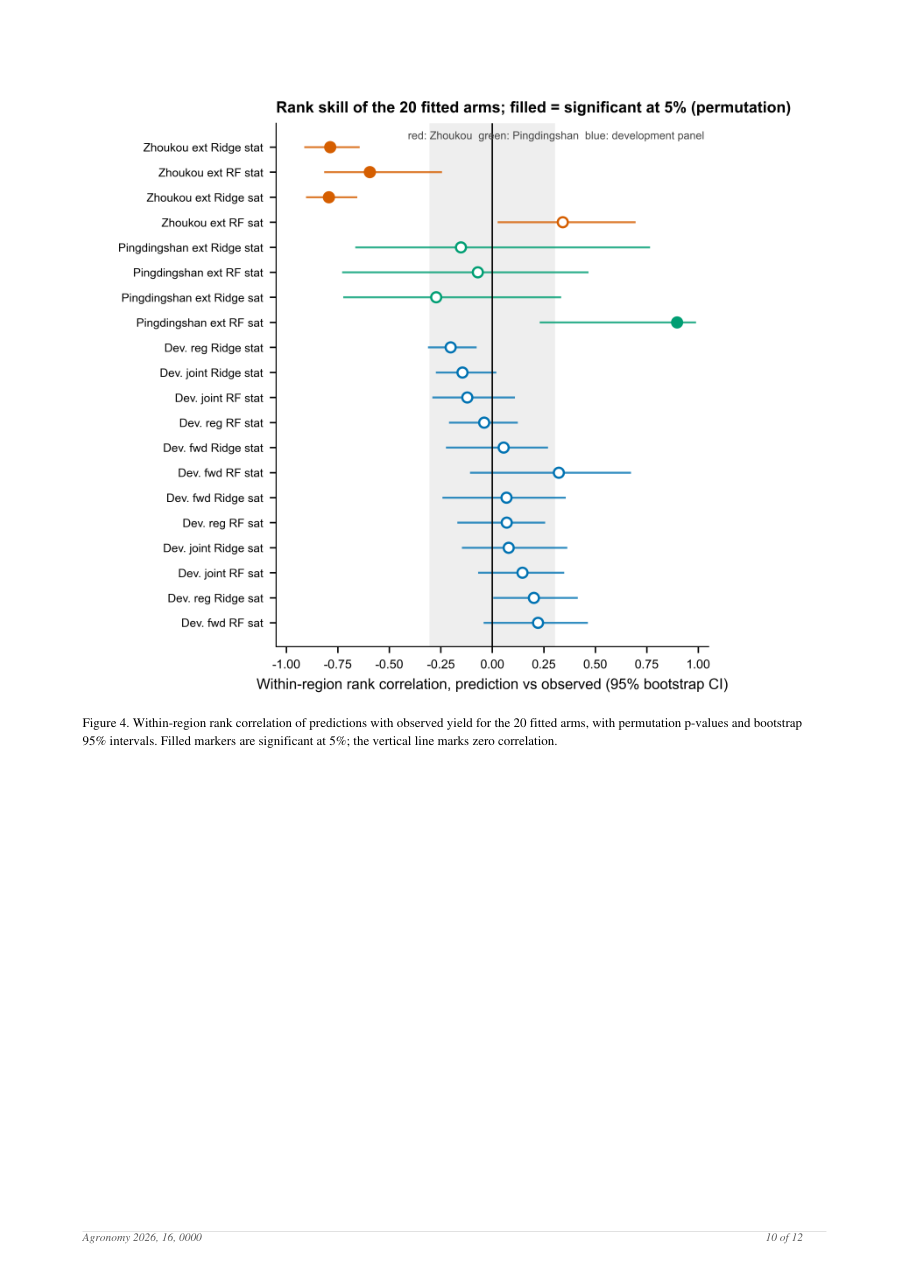 Rank skill of the 20 fitted arms; filled = significant at 5% (permutation)
red: Zhoukou green: Pingdingshan blue: development panel
Zhoukou ext Ridge stat
Zhoukou ext RF stat
Zhoukou ext Ridge sat
Zhoukou ext RF sat
Pingdingshan ext Ridge stat
Pingdingshan ext RF stat
Pingdingshan ext Ridge sat
Pingdingshan ext RF sat
Dev. reg Ridge stat
Dev. joint Ridge stat
Dev. joint RF stat
Dev. reg RF stat
Dev. fwd Ridge stat
Dev. fwd RF stat
Dev. fwd Ridge sat
Dev. reg RF sat
Dev. joint Ridge sat
Dev. joint RF sat
Dev. reg Ridge sat
Dev. fwd RF sat
-1.00 -0.75 -0.50 -0.25 0.00 0.25 0.50 0.75 1.00
Within-region rank correlation, prediction vs observed (95% bootstrap CI)
Figure 4. Within-region rank correlation of predictions with observed yield for the 20 fitted arms, with permutation p-values and bootstrap
95% intervals. Filled markers are significant at 5%; the vertical line marks zero correlation.
Agronomy 2026, 16, 0000 10 of 12